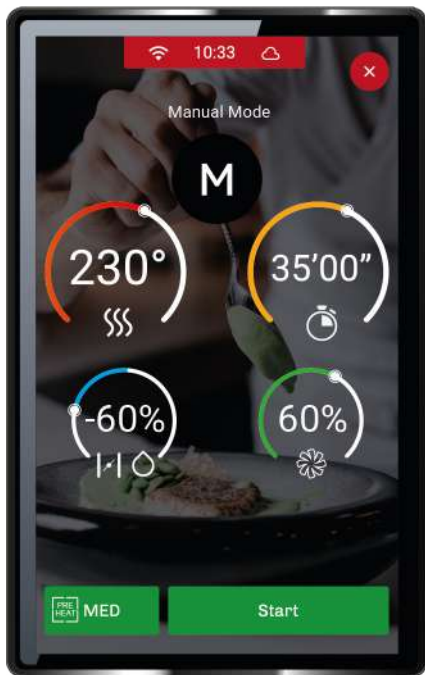 10:33
Manual Mode
M
230°
35’00”
-60%
60%
PRE
HEAT
MED
Start